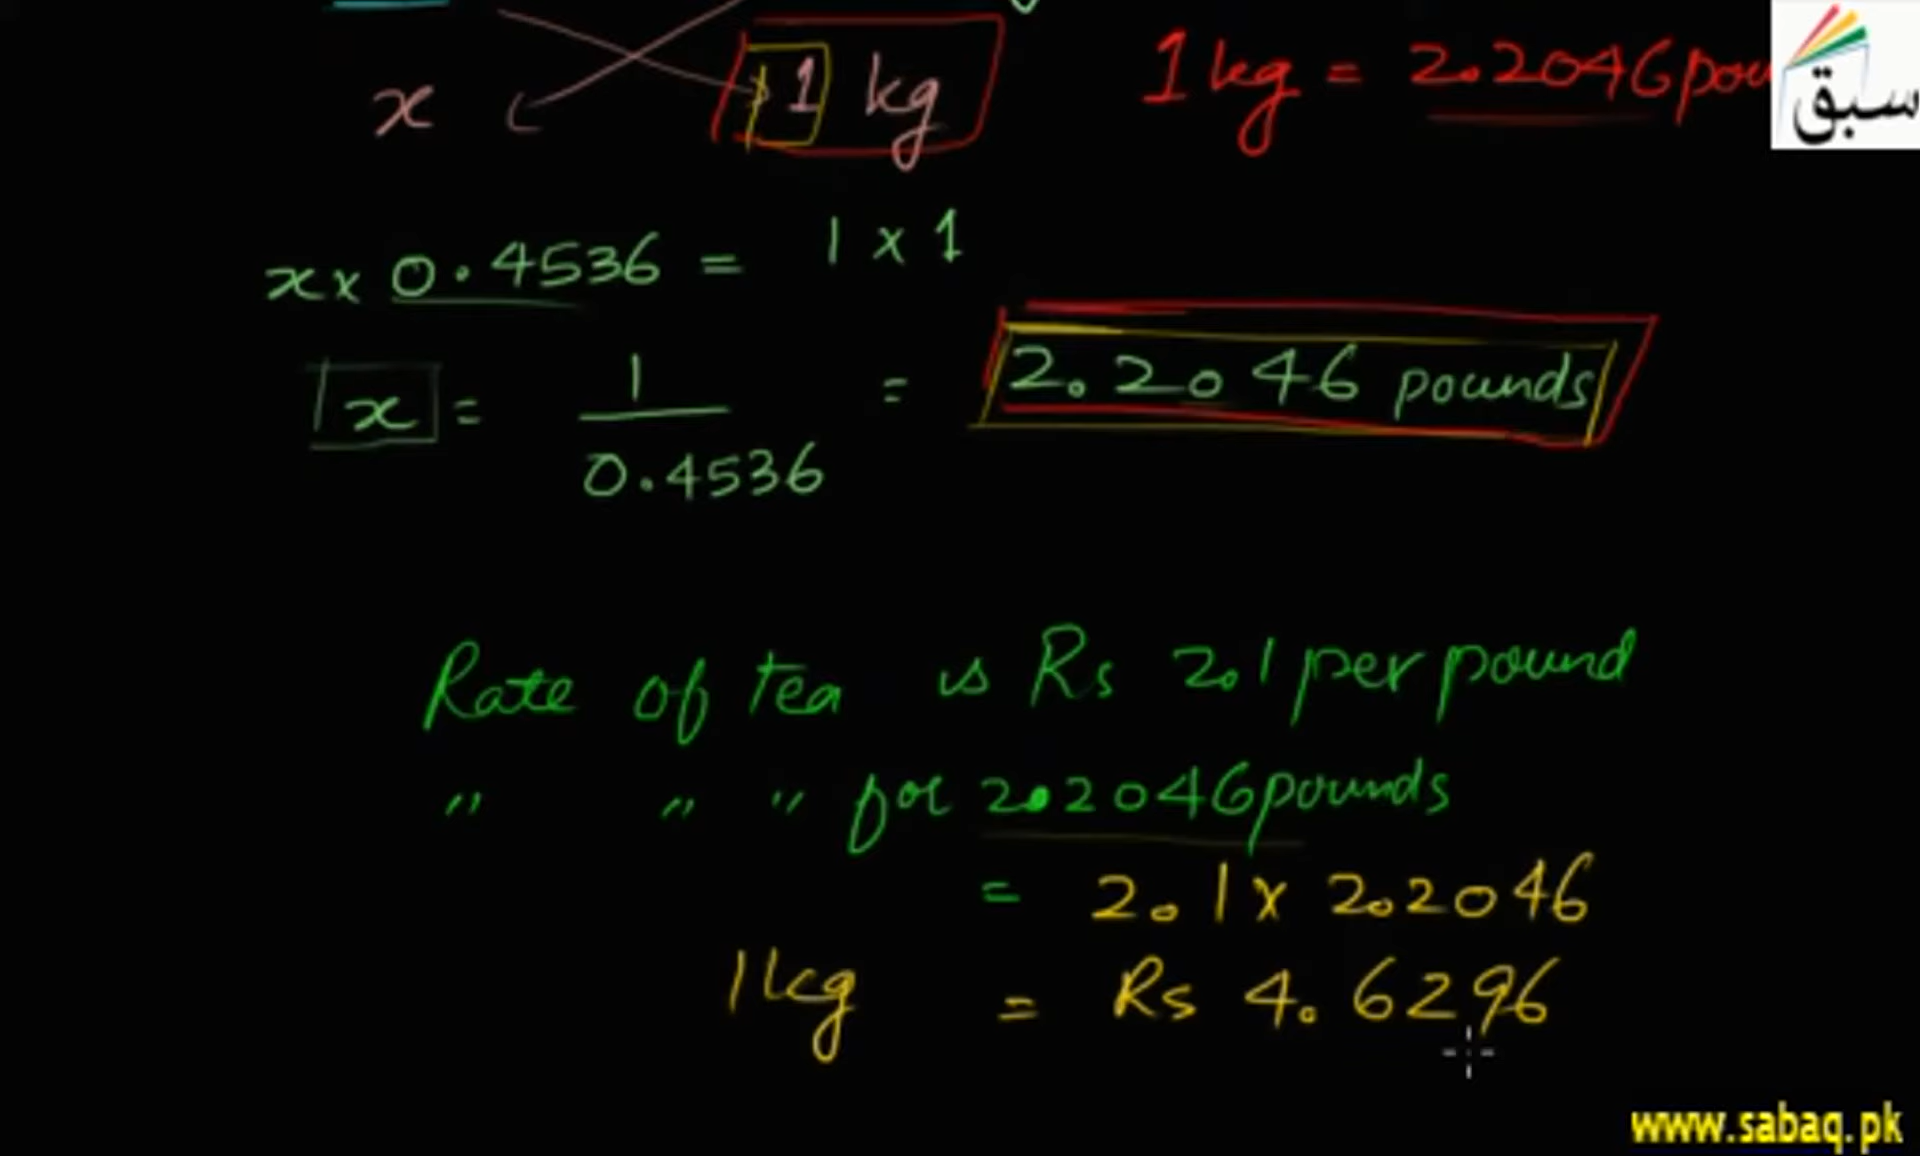 x 1 kg 1 kg = 2.2046 pou
سبق
x x 0.4536 = 1 x 1
x = 1 / 0.4536 = 2.2046 pounds
Rate of tea is Rs 2.1 per pound
" " " for 2.2046 pounds
= 2.1 x 2.2046
1 kg = Rs 4.6296
www.sabaq.pk